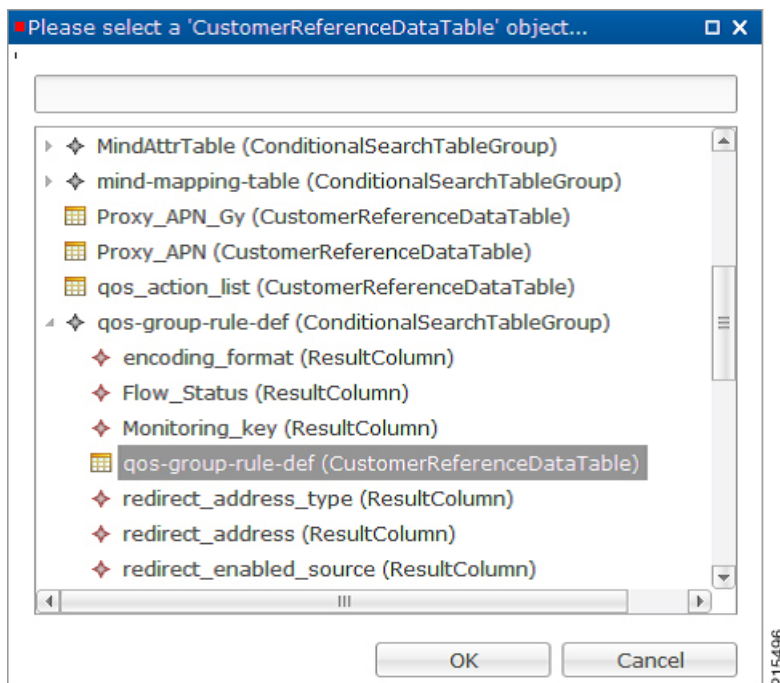 Please select a 'CustomerReferenceDataTable' object...
MindAttrTable (ConditionalSearchTableGroup)
mind-mapping-table (ConditionalSearchTableGroup)
Proxy_APN_Gy (CustomerReferenceDataTable)
Proxy_APN (CustomerReferenceDataTable)
qos_action_list (CustomerReferenceDataTable)
qos-group-rule-def (ConditionalSearchTableGroup)
encoding_format (ResultColumn)
Flow_Status (ResultColumn)
Monitoring_key (ResultColumn)
qos-group-rule-def (CustomerReferenceDataTable)
redirect_address_type (ResultColumn)
redirect_address (ResultColumn)
redirect_enabled_source (ResultColumn)
OK Cancel